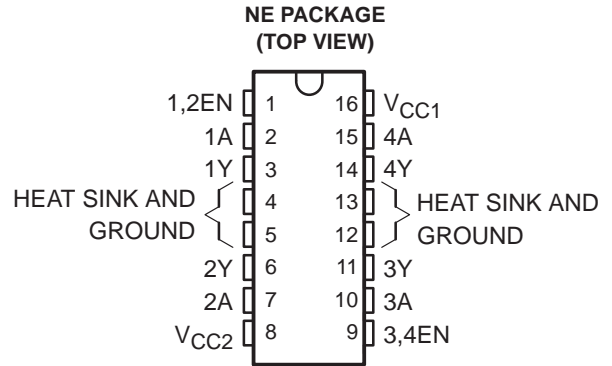 NE PACKAGE
(TOP VIEW)
1,2EN 1 16 VCC1
1A 2 15 4A
1Y 3 14 4Y
HEAT SINK AND 4 13 HEAT SINK AND
GROUND 5 12 GROUND
2Y 6 11 3Y
2A 7 10 3A
VCC2 8 9 3,4EN